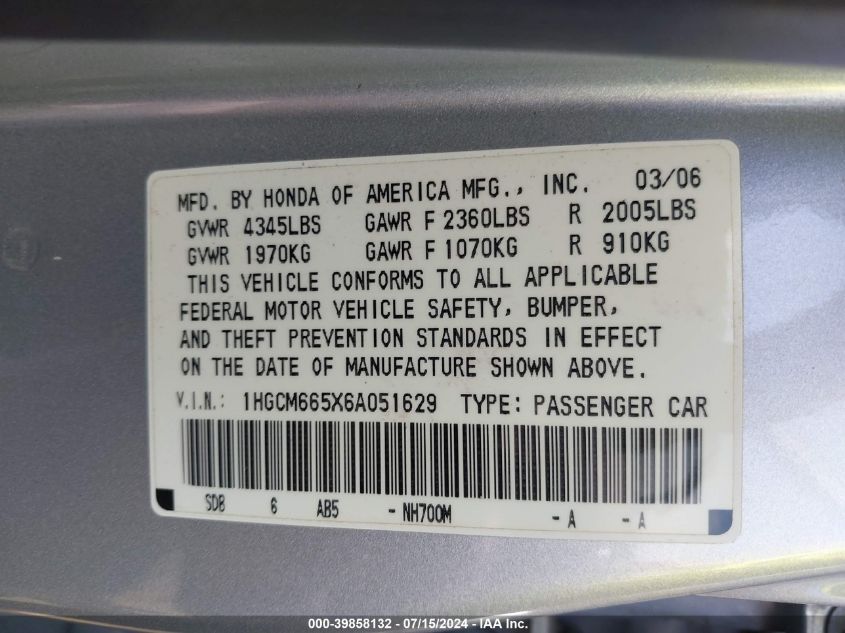 MFD. BY HONDA OF AMERICA MFG., INC. 03/06
GVWR 4345LBS GAWR F 2360LBS R 2005LBS
GVWR 1970KG GAWR F 1070KG R 910KG
THIS VEHICLE CONFORMS TO ALL APPLICABLE
FEDERAL MOTOR VEHICLE SAFETY, BUMPER,
AND THEFT PREVENTION STANDARDS IN EFFECT
ON THE DATE OF MANUFACTURE SHOWN ABOVE.
V.I.N.: 1HGCM665X6A051629 TYPE: PASSENGER CAR
SDB 6 AB5 - NH700M - A - A
000-39858132 - 07/15/2024 - IAA Inc.